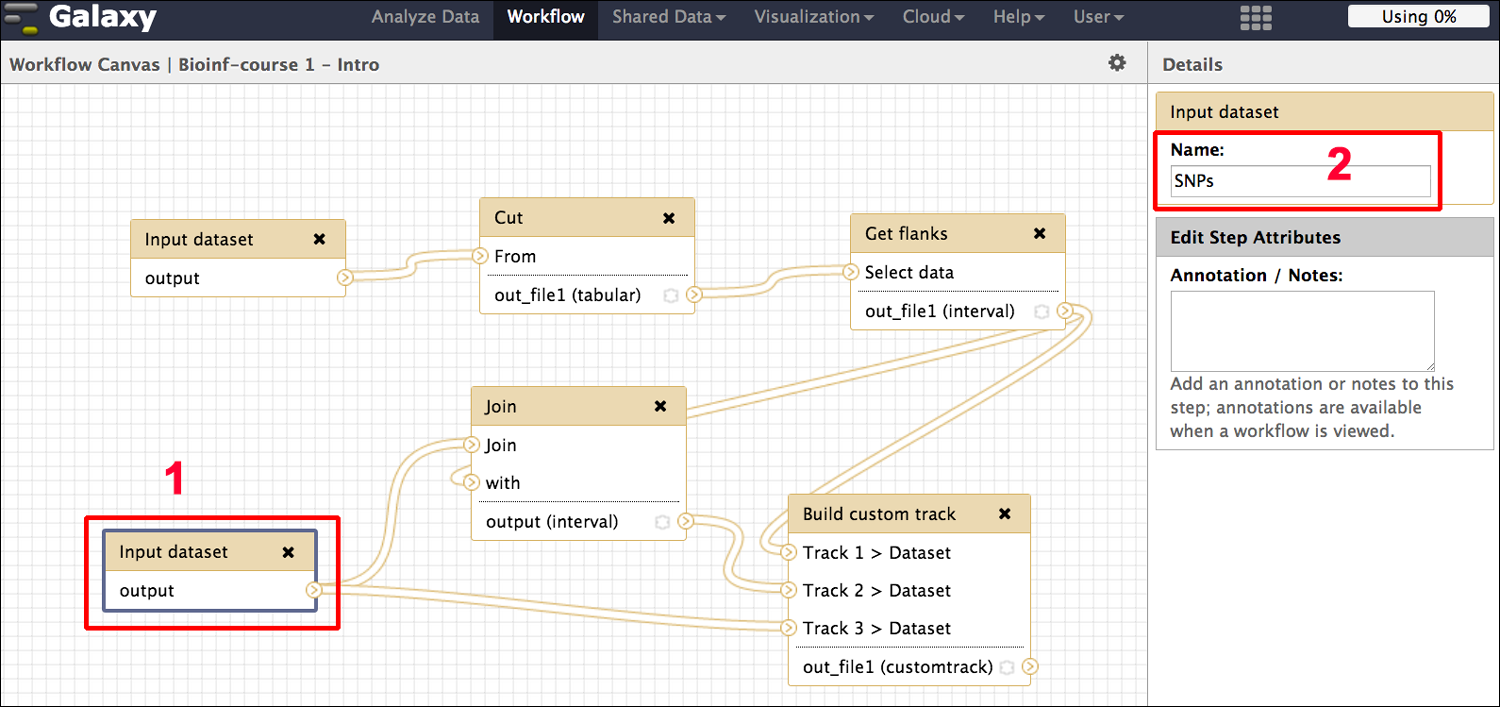 Galaxy
Analyze Data Workflow Shared Data Visualization Cloud Help User Using 0%
Workflow Canvas | Bioinf-course 1 - Intro
Details
Input dataset
Name:
2
SNPs
Edit Step Attributes
Annotation / Notes:
Add an annotation or notes to this
step; annotations are available
when a workflow is viewed.
Input dataset
output
Cut
From
out_file1 (tabular)
Get flanks
Select data
out_file1 (interval)
Join
Join
with
output (interval)
1
Input dataset
output
Build custom track
Track 1 > Dataset
Track 2 > Dataset
Track 3 > Dataset
out_file1 (customtrack)